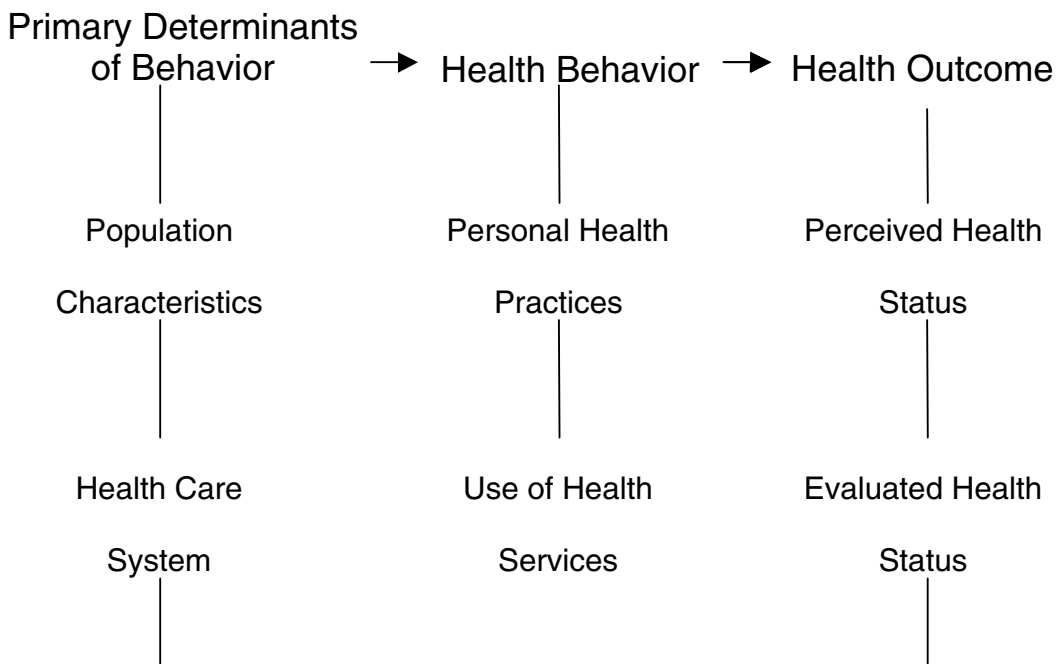 Primary Determinants
of Behavior
Health Behavior
Health Outcome
Population
Characteristics
Personal Health
Practices
Perceived Health
Status
Health Care
System
Use of Health
Services
Evaluated Health
Status